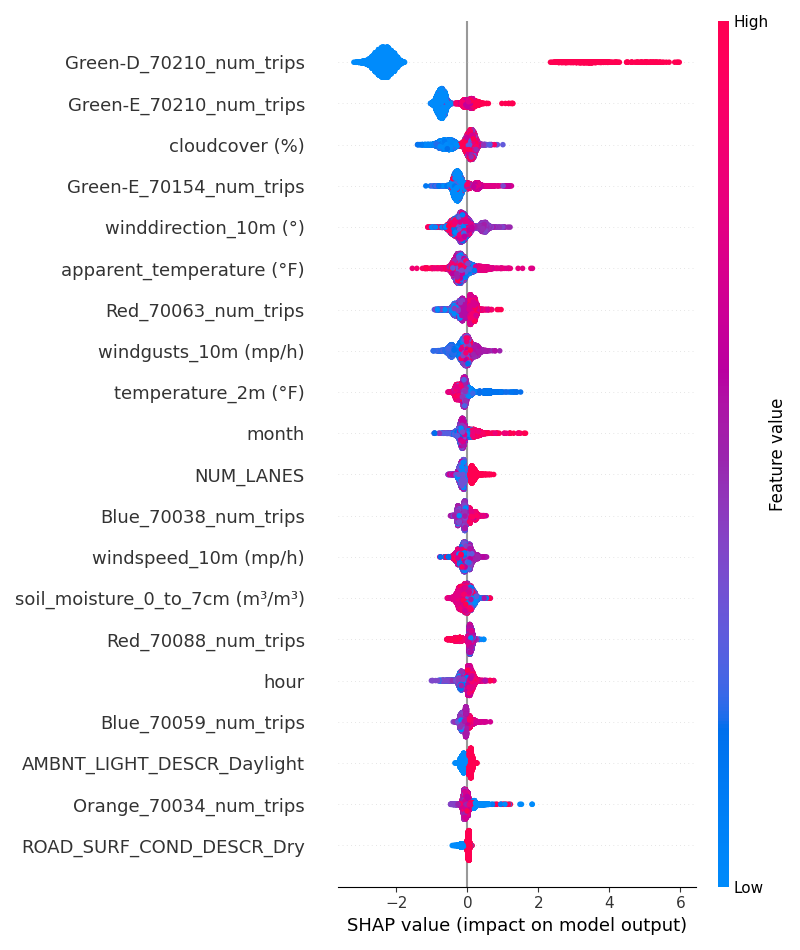 High
Green-D_70210_num_trips
Green-E_70210_num_trips
cloudcover (%)
Green-E_70154_num_trips
winddirection_10m (°)
apparent_temperature (°F)
Red_70063_num_trips
windgusts_10m (mp/h)
temperature_2m (°F)
month
NUM_LANES
Blue_70038_num_trips
windspeed_10m (mp/h)
soil_moisture_0_to_7cm (m³/m³)
Red_70088_num_trips
hour
Blue_70059_num_trips
AMBNT_LIGHT_DESCR_Daylight
Orange_70034_num_trips
ROAD_SURF_COND_DESCR_Dry
Feature value
Low
−2 0 2 4 6
SHAP value (impact on model output)